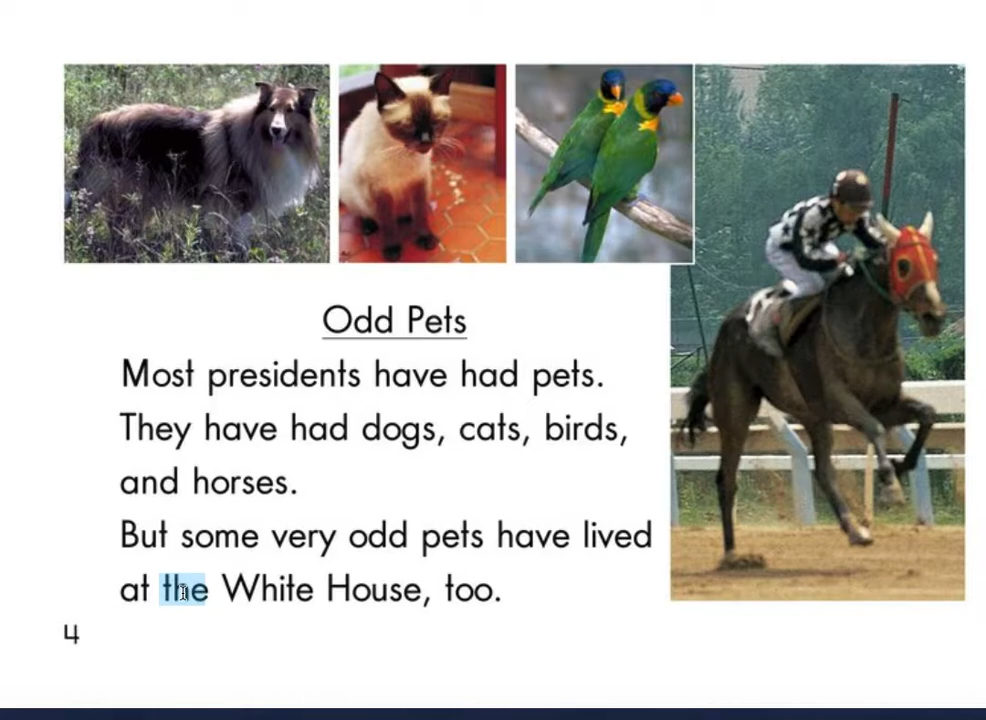 Odd Pets
Most presidents have had pets.
They have had dogs, cats, birds,
and horses.
But some very odd pets have lived
at the White House, too.
4